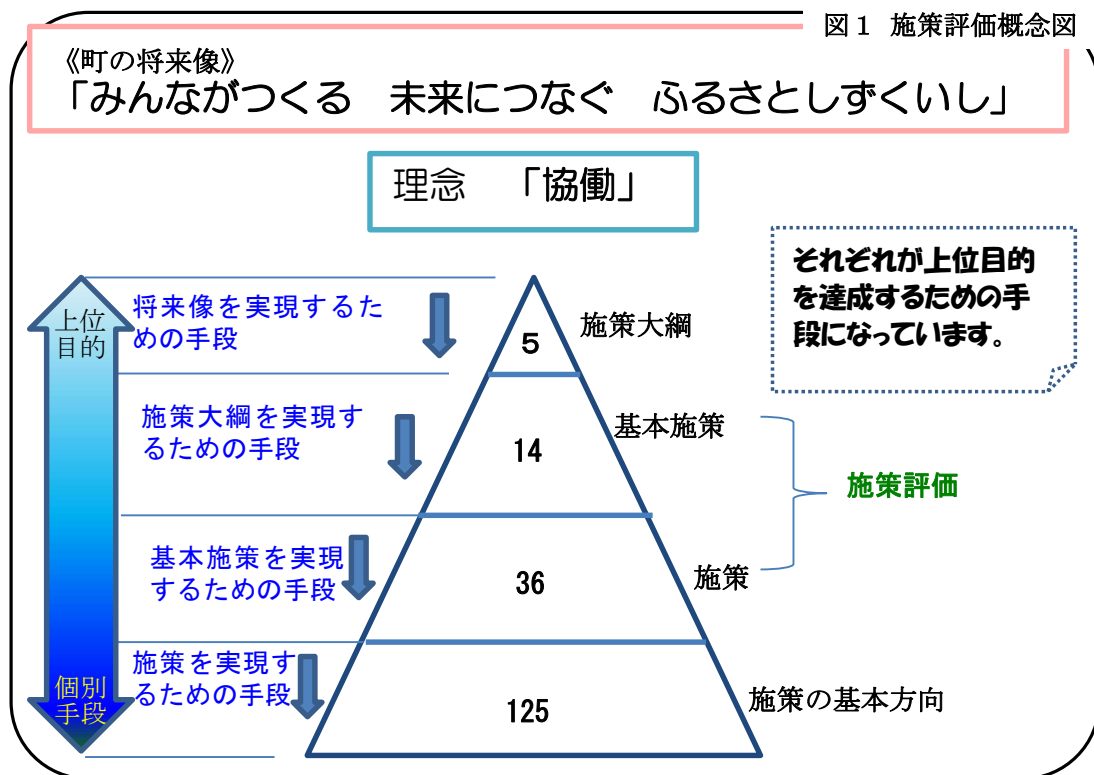 図1 施策評価概念図
《町の将来像》
「みんながつくる 未来につなぐ ふるさとしずくいし」
理念 「協働」
それぞれが上位目的
を達成するための手
段になっています。
上位
目的
将来像を実現するた
めの手段
5
施策大綱
施策大綱を実現す
るための手段
14
基本施策
施策評価
基本施策を実現
するための手段
36
施策
施策を実現す
るための手段
個別
手段
125
施策の基本方向